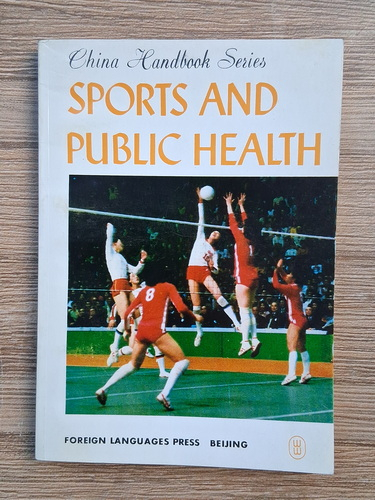 China Handbook Series
SPORTS AND
PUBLIC HEALTH
8
FOREIGN LANGUAGES PRESS BEIJING